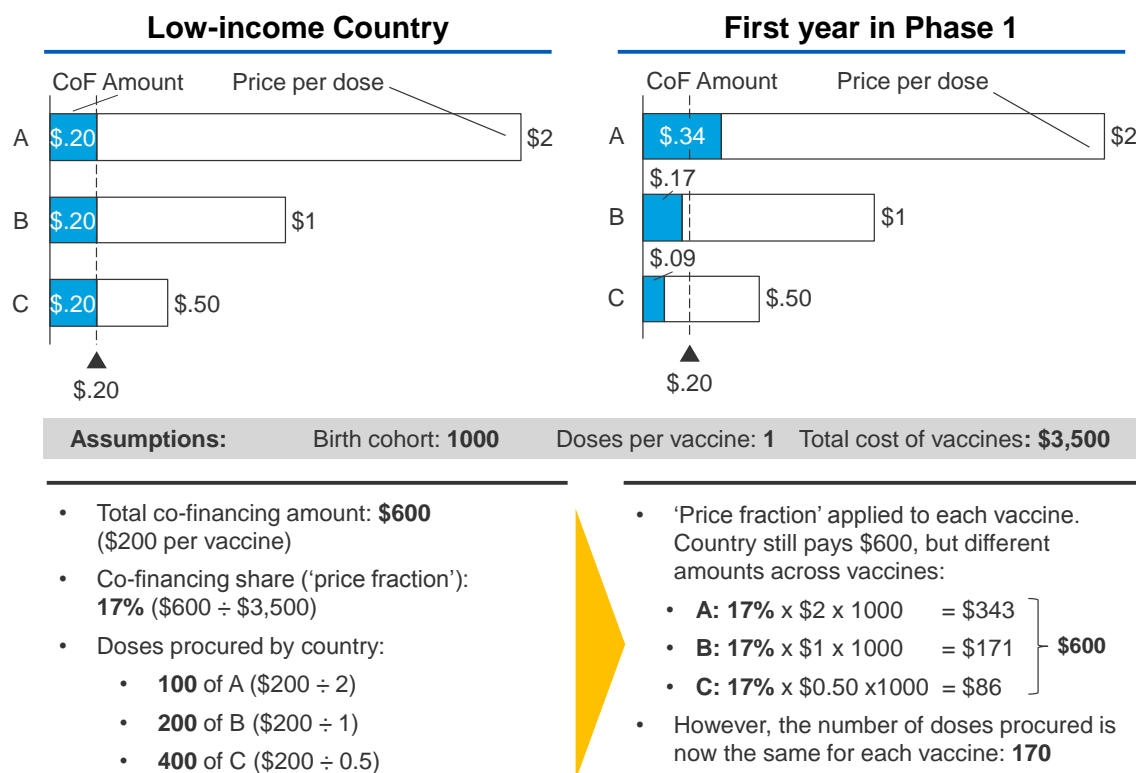 Low-income Country
CoF Amount
Price per dose
A
$.20
$2
B
$.20
$1
C
$.20
$.50
$.20
First year in Phase 1
CoF Amount
Price per dose
A
$.34
$2
$.17
B
$1
$.09
C
$.50
$.20
Assumptions: Birth cohort: 1000 Doses per vaccine: 1 Total cost of vaccines: $3,500
• Total co-financing amount: $600
($200 per vaccine)
• Co-financing share (‘price fraction’):
17% ($600 ÷ $3,500)
• Doses procured by country:
• 100 of A ($200 ÷ 2)
• 200 of B ($200 ÷ 1)
• 400 of C ($200 ÷ 0.5)
• ‘Price fraction’ applied to each vaccine.
Country still pays $600, but different
amounts across vaccines:
• A: 17% x $2 x 1000 = $343
• B: 17% x $1 x 1000 = $171
• C: 17% x $0.50 x1000 = $86
$600
• However, the number of doses procured is
now the same for each vaccine: 170